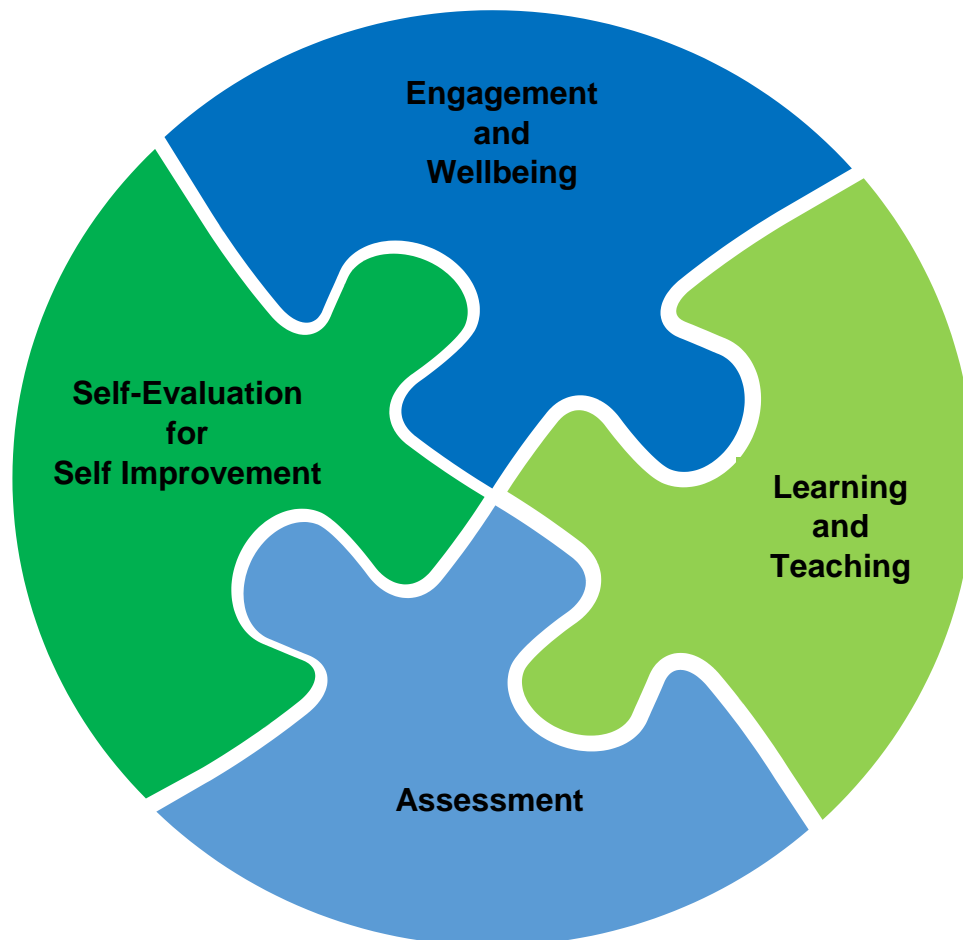 Engagement
and
Wellbeing
Self-Evaluation
for
Self Improvement
Learning
and
Teaching
Assessment